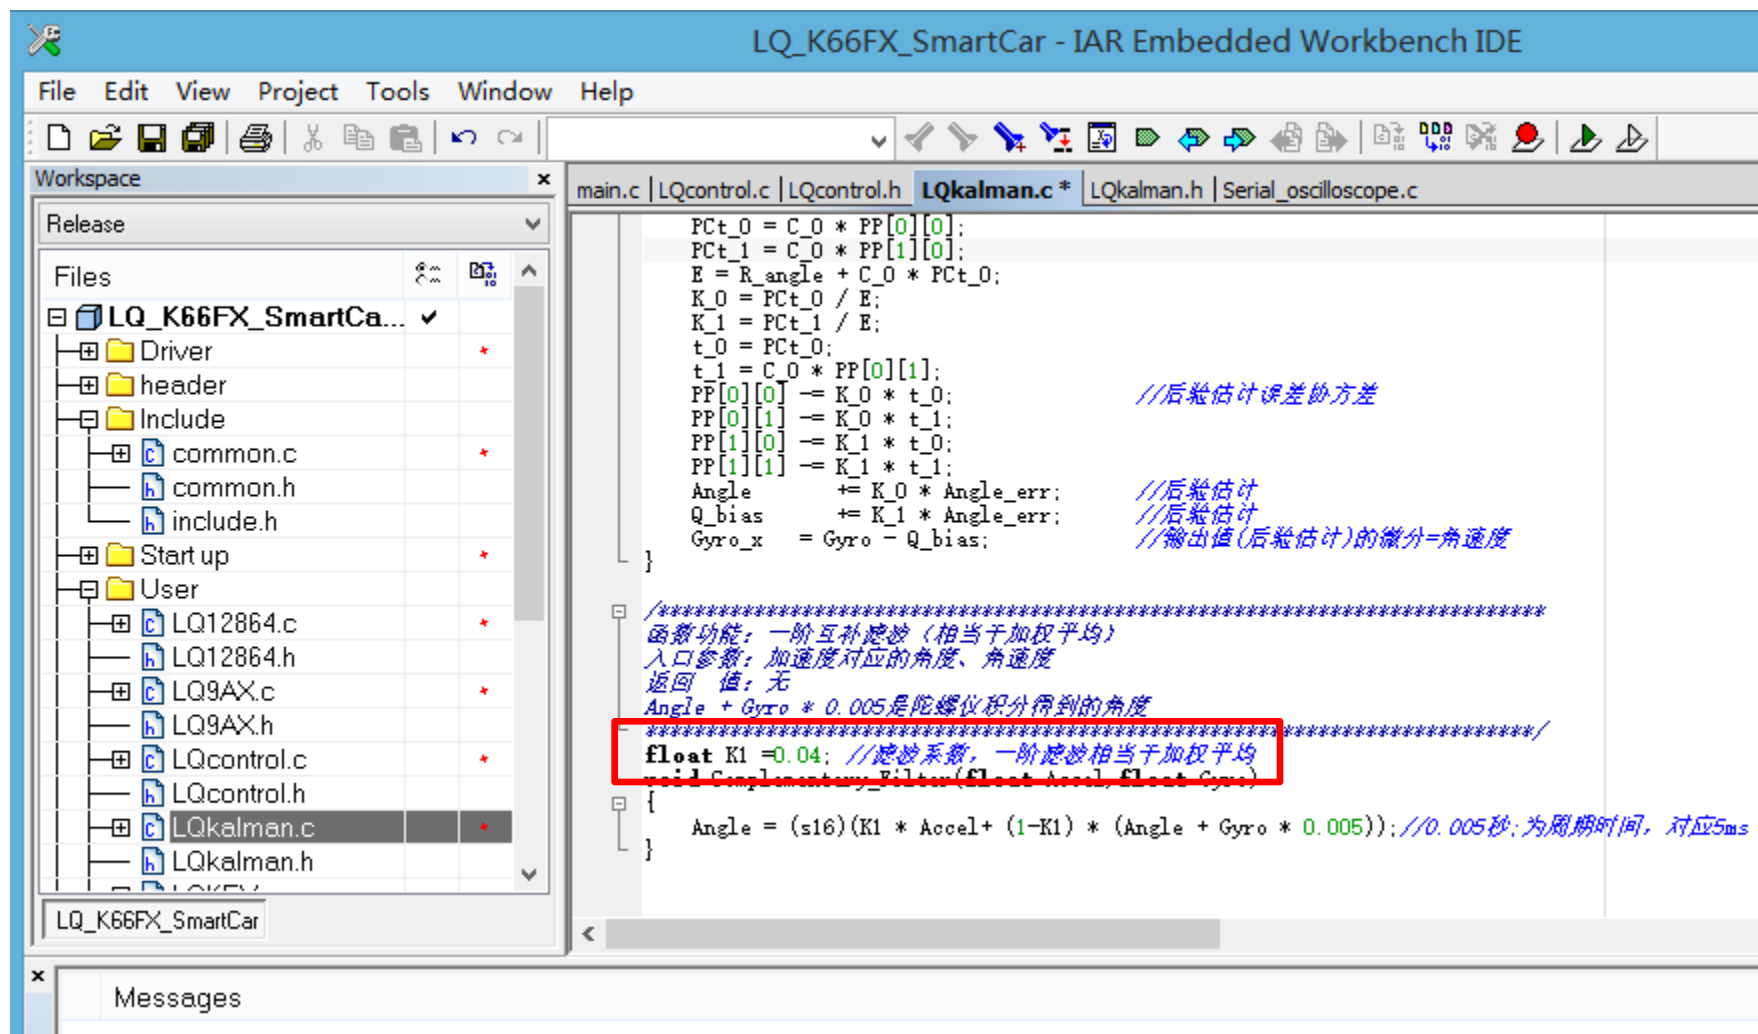 LQ_K66FX_SmartCar - IAR Embedded Workbench IDE
File Edit View Project Tools Window Help
Workspace
main.c LQcontrol.c LQcontrol.h LQkalman.c * LQkalman.h Serial_oscilloscope.c
Release
Files
LQ_K66FX_SmartCa...
Driver
header
Include
common.c
common.h
include.h
Start up
User
LQ12864.c
LQ12864.h
LQ9AX.c
LQ9AX.h
LQcontrol.c
LQcontrol.h
LQkalman.c
LQkalman.h
LQ_K66FX_SmartCar
PCt_0 = C_0 * PP[0][0];
PCt_1 = C_0 * PP[1][0];
E = R_angle + C_0 * PCt_0;
K_0 = PCt_0 / E;
K_1 = PCt_1 / E;
t_0 = PCt_0;
t_1 = C_0 * PP[0][1];
PP[0][0] -= K_0 * t_0; //后验估计误差协方差
PP[0][1] -= K_0 * t_1;
PP[1][0] -= K_1 * t_0;
PP[1][1] -= K_1 * t_1;
Angle += K_0 * Angle_err; //后验估计
Q_bias += K_1 * Angle_err; //后验估计
Gyro_x = Gyro - Q_bias; //输出值(后验估计)的微分=角速度
}
/**************************************************************************
函数功能：一阶互补滤波（相当于加权平均）
入口参数：加速度对应的角度、角速度
返回 值：无
Angle + Gyro * 0.005是陀螺仪积分得到的角度
**************************************************************************/
float K1 =0.04; //滤波系数，一阶滤波相当于加权平均
void Complementary_Filter(float Accel,float Gyro)
{
Angle = (s16)(K1 * Accel+ (1-K1) * (Angle + Gyro * 0.005));//0.005秒:为周期时间，对应5ms
}
Messages